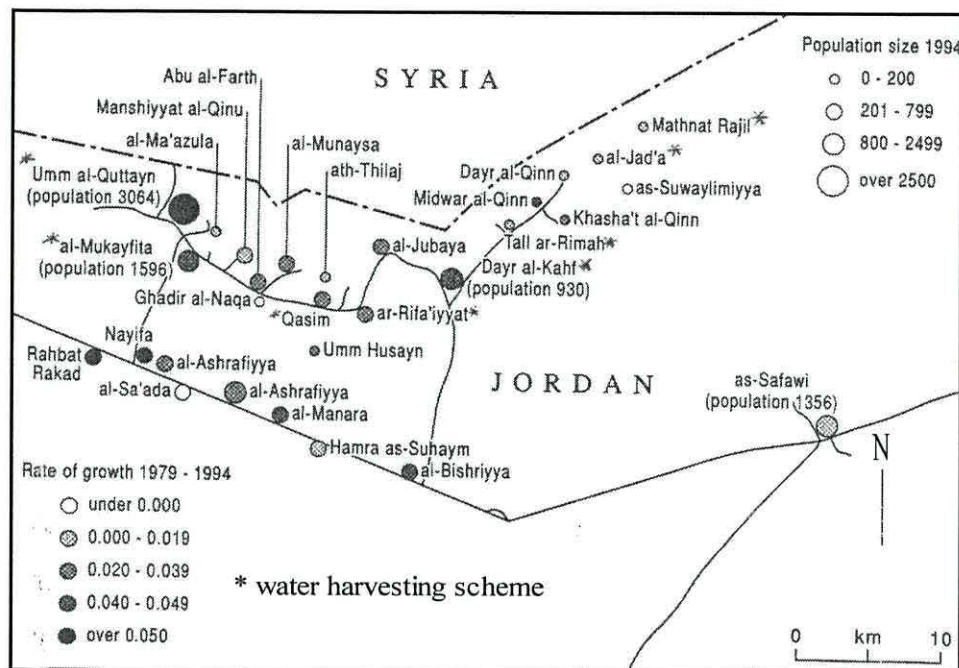 SYRIA
Population size 1994
0 - 200
201 - 799
800 - 2499
over 2500
Abu al-Farth
Manshiyyat al-Qinu
al-Ma'azula
al-Munaysa
ath-Thilaj
* Umm al-Quttayn
(population 3064)
*al-Mukayfita
(population 1596)
Ghadir al-Naqa
*Qasim
al-Jubaya
ar-Rifa'iyyat*
Mathnat Rajil*
al-Jad'a*
Dayr al-Qinn
as-Suwaylimiyya
Midwar al-Qinn
Khasha't al-Qinn
Tall ar-Rimah*
Dayr al-Kahf*
(population 930)
Nayifa
Rahbat
Rakad
al-Ashrafiyya
al-Sa'ada
al-Ashrafiyya
al-Manara
Umm Husayn
Hamra as-Suhaym
al-Bishriyya
JORDAN
as-Safawi
(population 1356)
N
Rate of growth 1979 - 1994
under 0.000
0.000 - 0.019
0.020 - 0.039
0.040 - 0.049
over 0.050
* water harvesting scheme
0 km 10